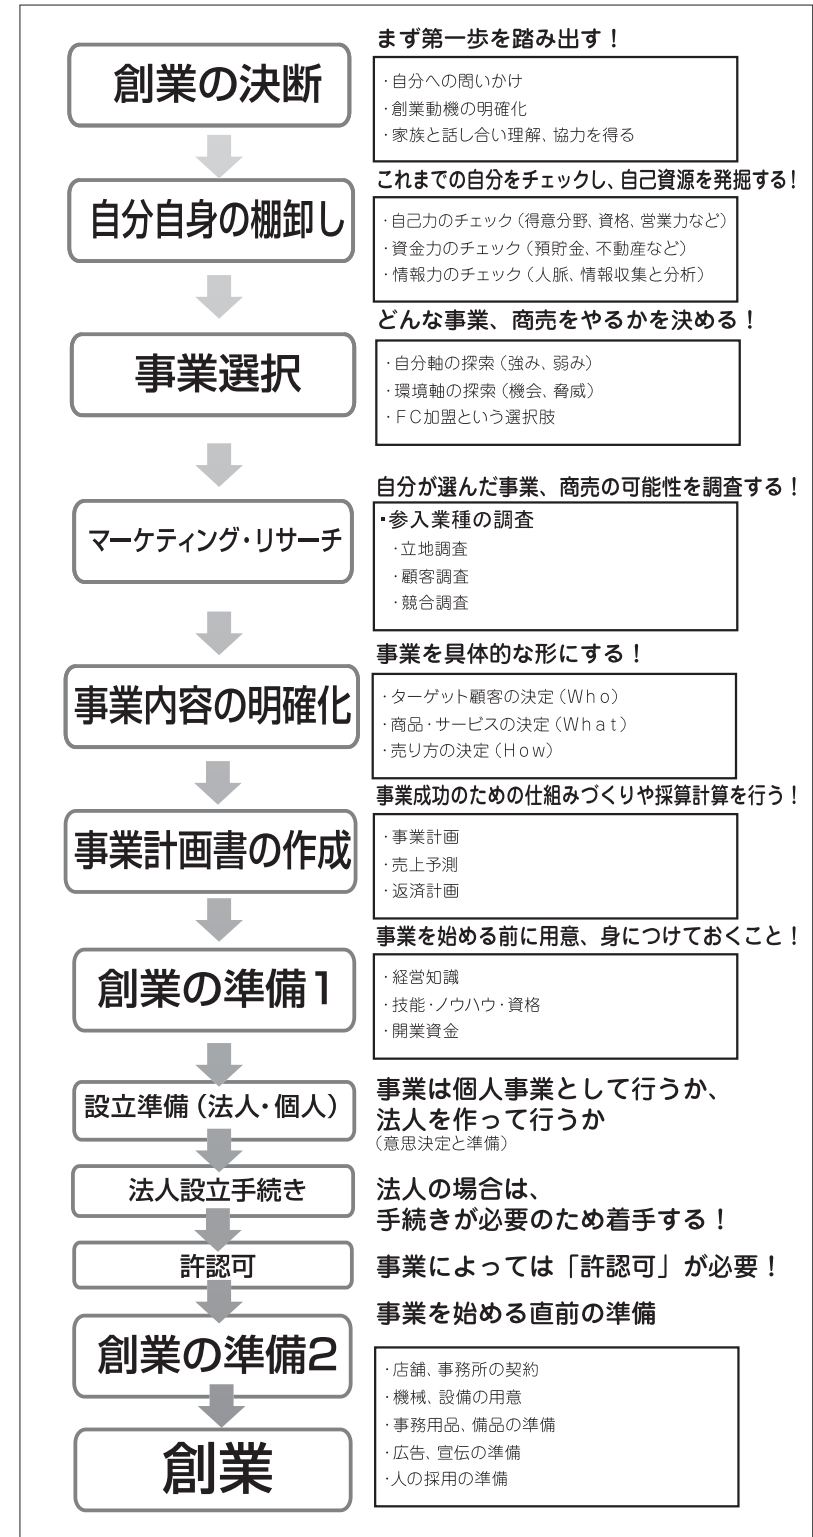 創業の決断
まず第一歩を踏み出す！
・自分への問いかけ
・創業動機の明確化
・家族と話し合い理解、協力を得る
自分自身の棚卸し
これまでの自分をチェックし、自己資源を発掘する！
・自己力のチェック（得意分野、資格、営業力など）
・資金力のチェック（預貯金、不動産など）
・情報力のチェック（人脈、情報収集と分析）
事業選択
どんな事業、商売をやるかを決める！
・自分軸の探索（強み、弱み）
・環境軸の探索（機会、脅威）
・ＦＣ加盟という選択肢
マーケティング・リサーチ
自分が選んだ事業、商売の可能性を調査する！
・参入業種の調査
・立地調査
・顧客調査
・競合調査
事業内容の明確化
事業を具体的な形にする！
・ターゲット顧客の決定（Ｗｈｏ）
・商品・サービスの決定（Ｗｈａｔ）
・売り方の決定（Ｈｏｗ）
事業計画書の作成
事業成功のための仕組みづくりや採算計算を行う！
・事業計画
・売上予測
・返済計画
創業の準備１
事業を始める前に用意、身につけておくこと！
・経営知識
・技能・ノウハウ・資格
・開業資金
設立準備（法人・個人）
事業は個人事業として行うか、
法人を作って行うか
（意思決定と準備）
法人設立手続き
法人の場合は、
手続きが必要のため着手する！
許認可
事業によっては「許認可」が必要！
創業の準備2
事業を始める直前の準備
・店舗、事務所の契約
・機械、設備の用意
・事務用品、備品の準備
・広告、宣伝の準備
・人の採用の準備
創業